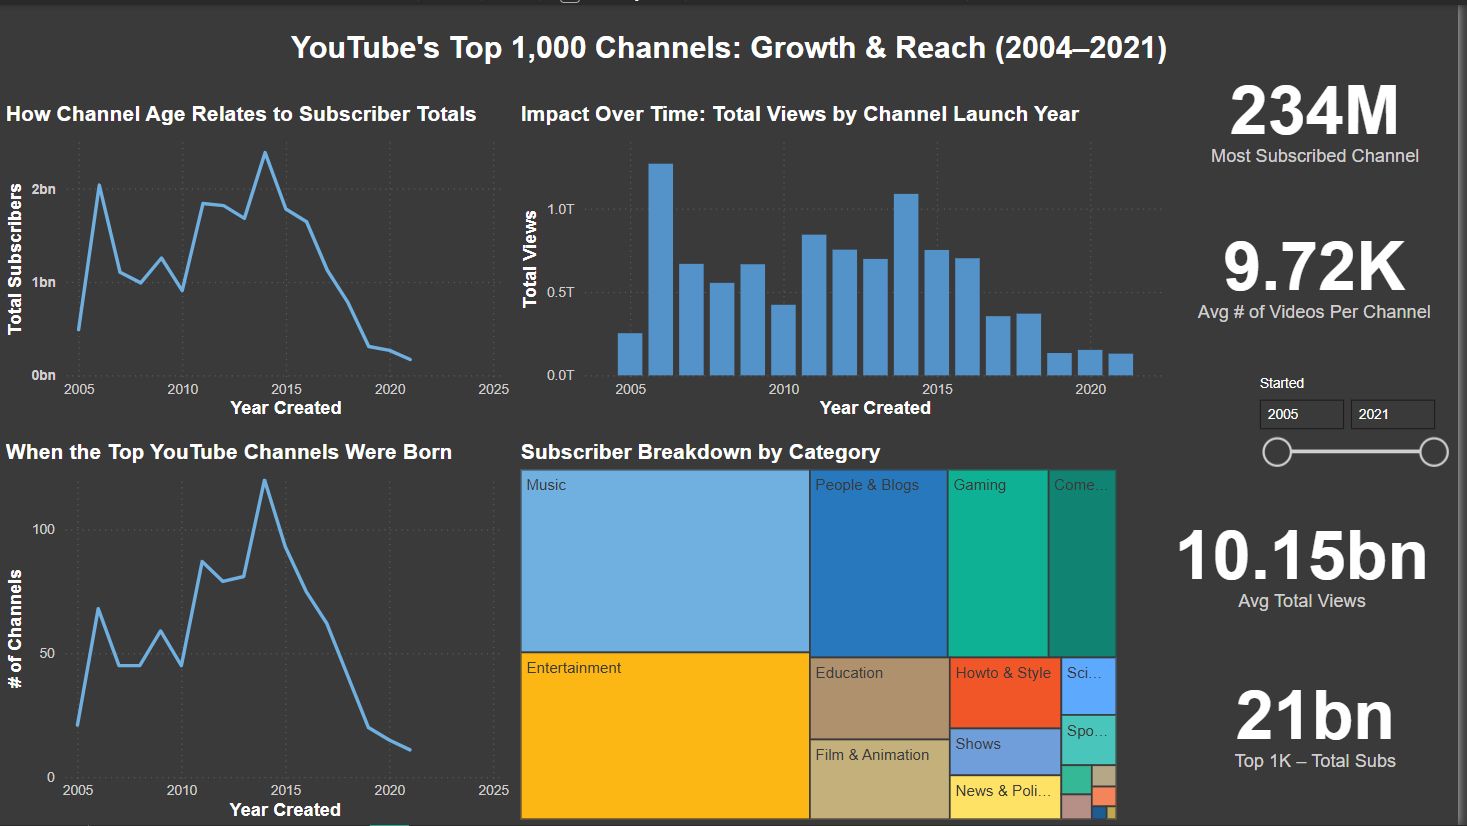 YouTube's Top 1,000 Channels: Growth & Reach (2004–2021)
How Channel Age Relates to Subscriber Totals
Total Subscribers
2bn
1bn
0bn
2005 2010 2015 2020 2025
Year Created
Impact Over Time: Total Views by Channel Launch Year
Total Views
1.0T
0.5T
0.0T
2005 2010 2015 2020
Year Created
234M
Most Subscribed Channel
9.72K
Avg # of Videos Per Channel
Started
2005 2021
When the Top YouTube Channels Were Born
# of Channels
100
50
0
2005 2010 2015 2020 2025
Year Created
Subscriber Breakdown by Category
Music
People & Blogs
Gaming
Come...
Entertainment
Education
Howto & Style
Sci...
Film & Animation
Shows
Spo...
News & Poli...
10.15bn
Avg Total Views
21bn
Top 1K – Total Subs